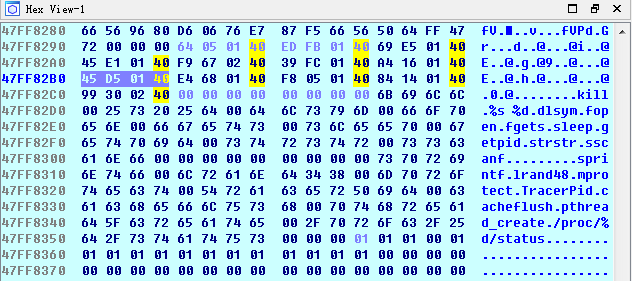 Hex View-1
47FF8280 66 56 96 80 D6 06 76 E7 87 F5 66 56 50 64 FF 47 fV.■..v...fVPd.G
47FF8290 72 00 00 00 64 05 01 40 ED FB 01 40 69 E5 01 40 r...d..@...@i..@
47FF82A0 45 E1 01 40 F9 67 02 40 39 FC 01 40 A4 16 01 40 E..@.g.@9..@...@
47FF82B0 45 D5 01 40 E4 68 01 40 F8 05 01 40 84 14 01 40 E..@.h.@...@...@
47FF82C0 99 30 02 40 00 00 00 00 00 00 00 00 6B 69 6C 6C .0.@........kill
47FF82D0 00 25 73 20 25 64 00 64 6C 73 79 6D 00 66 6F 70 .%s %d.dlsym.fop
47FF82E0 65 6E 00 66 67 65 74 73 00 73 6C 65 65 70 00 67 en.fgets.sleep.g
47FF82F0 65 74 70 69 64 00 73 74 72 73 74 72 00 73 73 63 etpid.strstr.ssc
47FF8300 61 6E 66 00 00 00 00 00 00 00 00 00 73 70 72 69 anf.........spri
47FF8310 6E 74 66 00 6C 72 61 6E 64 34 38 00 6D 70 72 6F ntf.lrand48.mpro
47FF8320 74 65 63 74 00 54 72 61 63 65 72 50 69 64 00 63 tect.TracerPid.c
47FF8330 61 63 68 65 66 6C 75 73 68 00 70 74 68 72 65 61 acheflush.pthrea
47FF8340 64 5F 63 72 65 61 74 65 00 2F 70 72 6F 63 2F 25 d_create./proc/%
47FF8350 64 2F 73 74 61 74 75 73 00 00 00 01 01 01 00 01 d/status........
47FF8360 01 01 01 01 01 01 01 01 01 01 01 01 00 00 00 00 ................
47FF8370 00 00 00 00 00 00 00 00 00 00 00 00 00 00 00 00 ................